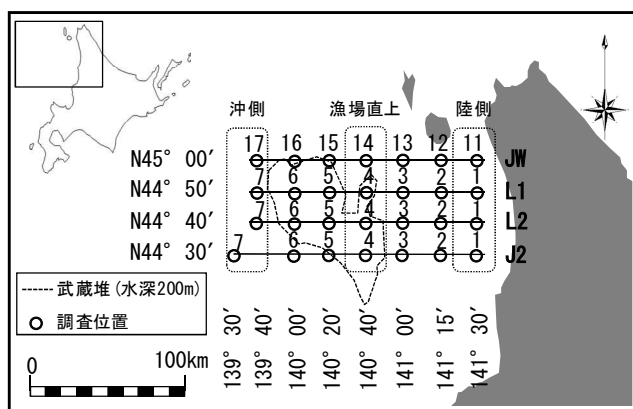 沖側 漁場直上 陸側
17 16 15 14 13 12 11
N45° 00′ JW
7 6 5 4 3 2 1
N44° 50′ L1
7 6 5 4 3 2 1
N44° 40′ L2
7 6 5 4 3 2 1
N44° 30′ J2
武蔵堆(水深200m)
調査位置
0 100km
139° 30′
139° 40′
140° 00′
140° 20′
140° 40′
141° 00′
141° 15′
141° 30′